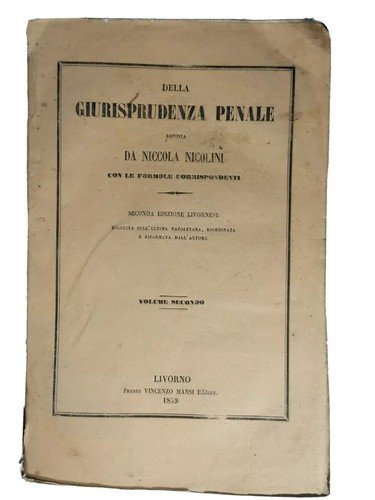 DELLA
GIURISPRUDENZA PENALE
ESPOSTA
DA NICCOLA NICOLINI
CON LE FORMOLE CORRISPONDENTI
SECONDA EDIZIONE LIVORNESE
ESEGUITA SULL'ULTIMA NAPOLETANA, RIORDINATA
E RIFORMATA DALL'AUTORE.
VOLUME SECONDO
LIVORNO
Presso VINCENZO MANSI Editore.
1859